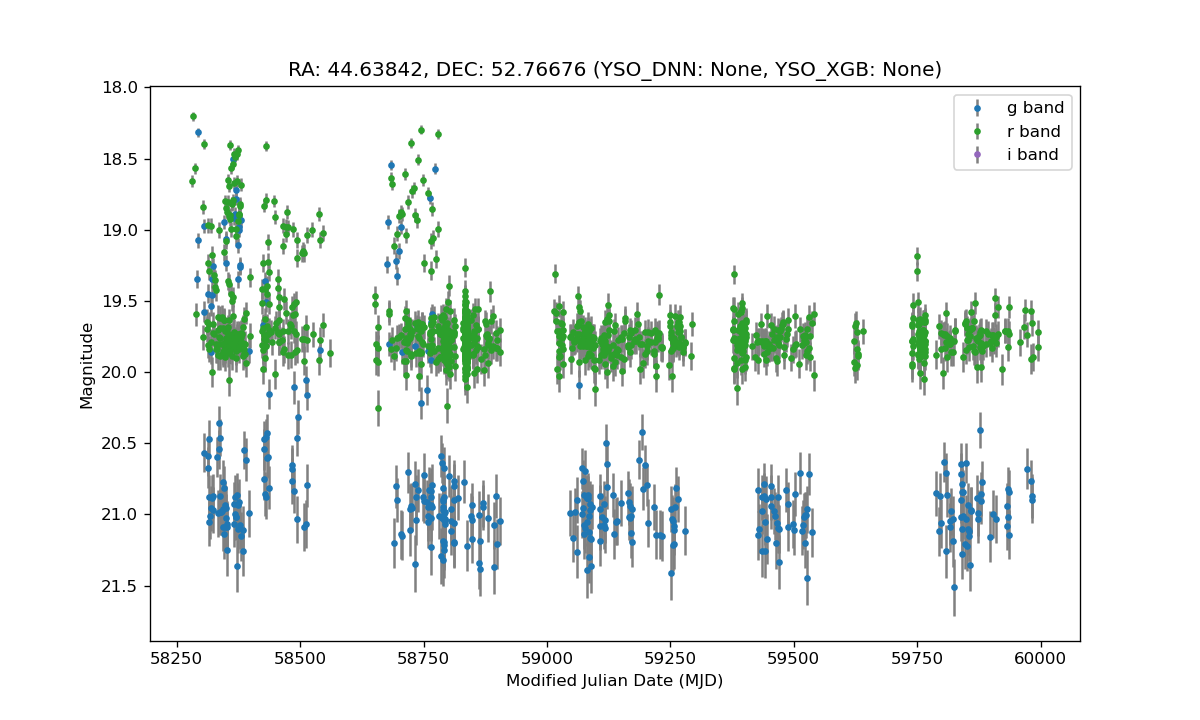 RA: 44.63842, DEC: 52.76676 (YSO_DNN: None, YSO_XGB: None)
18.0
18.5
19.0
19.5
20.0
20.5
21.0
21.5
Magnitude
g band
r band
i band
58250 58500 58750 59000 59250 59500 59750 60000
Modified Julian Date (MJD)